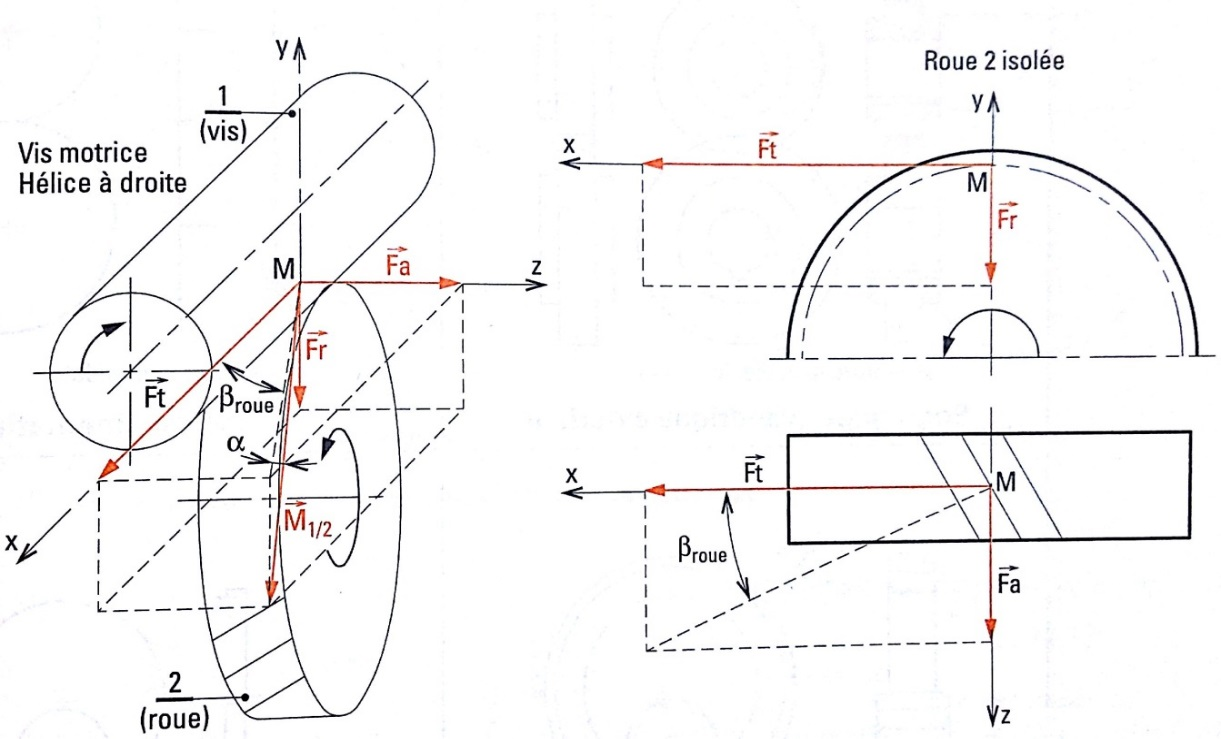 y
1
(vis)
Vis motrice
Hélice à droite
M
Fa
z
Fr
Ft
βroue
α
M1/2
x
2
(roue)
Roue 2 isolée
y
x
Ft
M
Fr
x
Ft
M
βroue
Fa
z